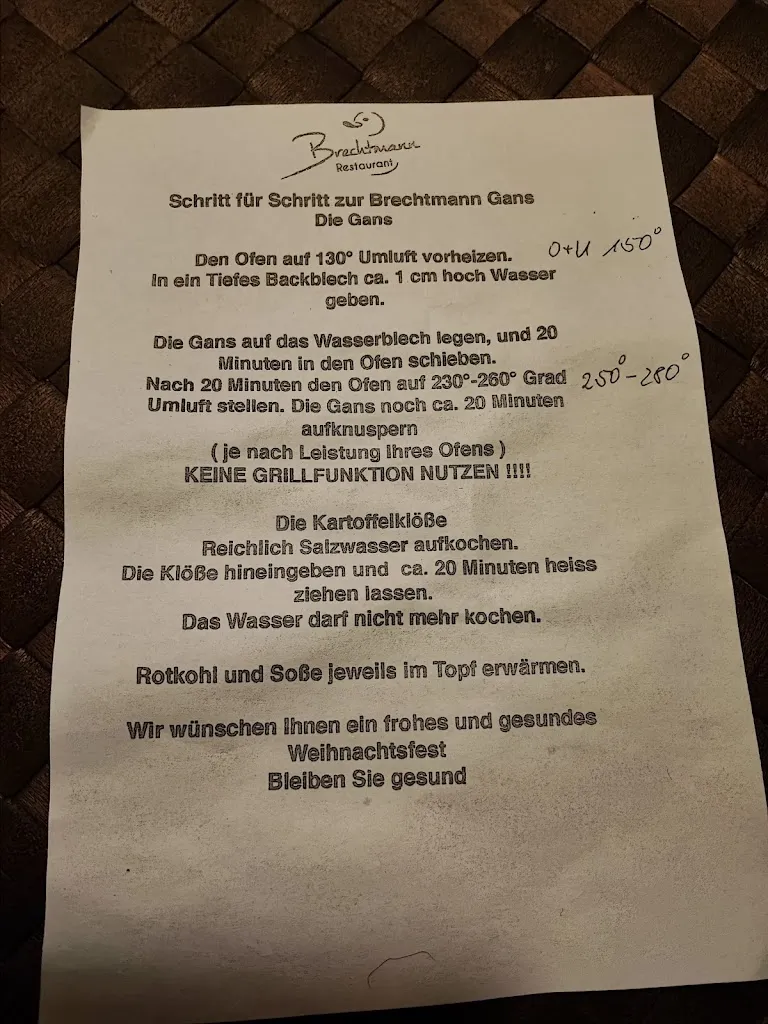 Brechtmann
Restaurant
Schritt für Schritt zur Brechtmann Gans
Die Gans
Den Ofen auf 130° Umluft vorheizen. O+U 150°
In ein Tiefes Backblech ca. 1 cm hoch Wasser
geben.
Die Gans auf das Wasserblech legen, und 20
Minuten in den Ofen schieben.
Nach 20 Minuten den Ofen auf 230°-260° Grad 250°-280°
Umluft stellen. Die Gans noch ca. 20 Minuten
aufknuspern
( je nach Leistung Ihres Ofens )
KEINE GRILLFUNKTION NUTZEN !!!!
Die Kartoffelklöße
Reichlich Salzwasser aufkochen.
Die Klöße hineingeben und ca. 20 Minuten heiss
ziehen lassen.
Das Wasser darf nicht mehr kochen.
Rotkohl und Soße jeweils im Topf erwärmen.
Wir wünschen Ihnen ein frohes und gesundes
Weihnachtsfest
Bleiben Sie gesund